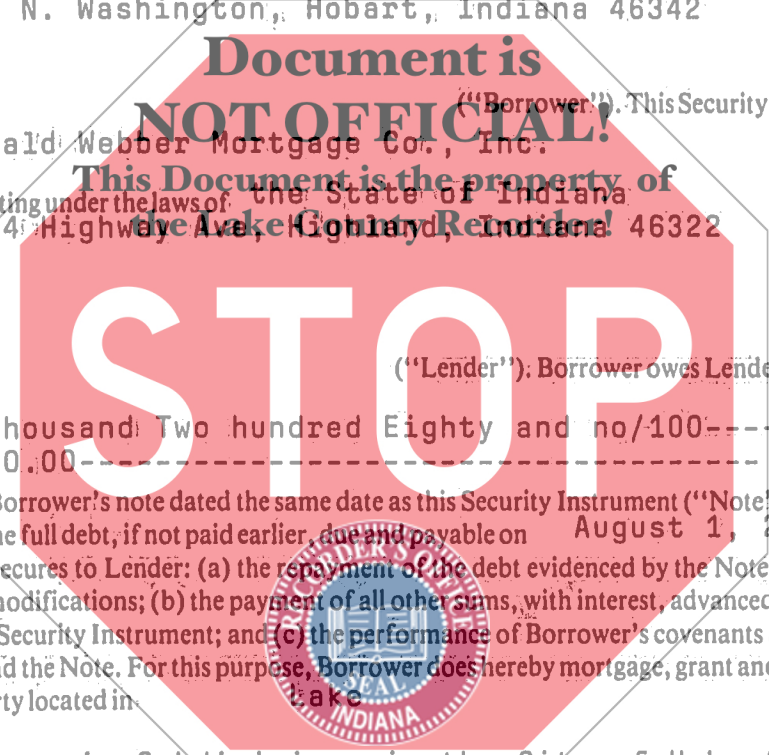 N. Washington, Hobart, Indiana 46342
Document is
("Borrower"). This Security
NOT OFFICIAL!
ald Webber Mortgage Co., Inc.
This Document is the property of
ting under the laws of the State of Indiana
the Lake County Recorder!
4 Highway Ave, Highland, Indiana 46322
STOP
("Lender"). Borrower owes Lende
housand Two hundred Eighty and no/100----
0.00------------------------------------
Borrower's note dated the same date as this Security Instrument ("Note"
e full debt, if not paid earlier, due and payable on August 1, 2
ecures to Lender: (a) the repayment of the debt evidenced by the Note
modifications; (b) the payment of all other sums, with interest, advanced
Security Instrument; and (c) the performance of Borrower's covenants
d the Note. For this purpose, Borrower does hereby mortgage, grant and
rty located in Lake
RECORDER'S OFFICE
SEAL
INDIANA